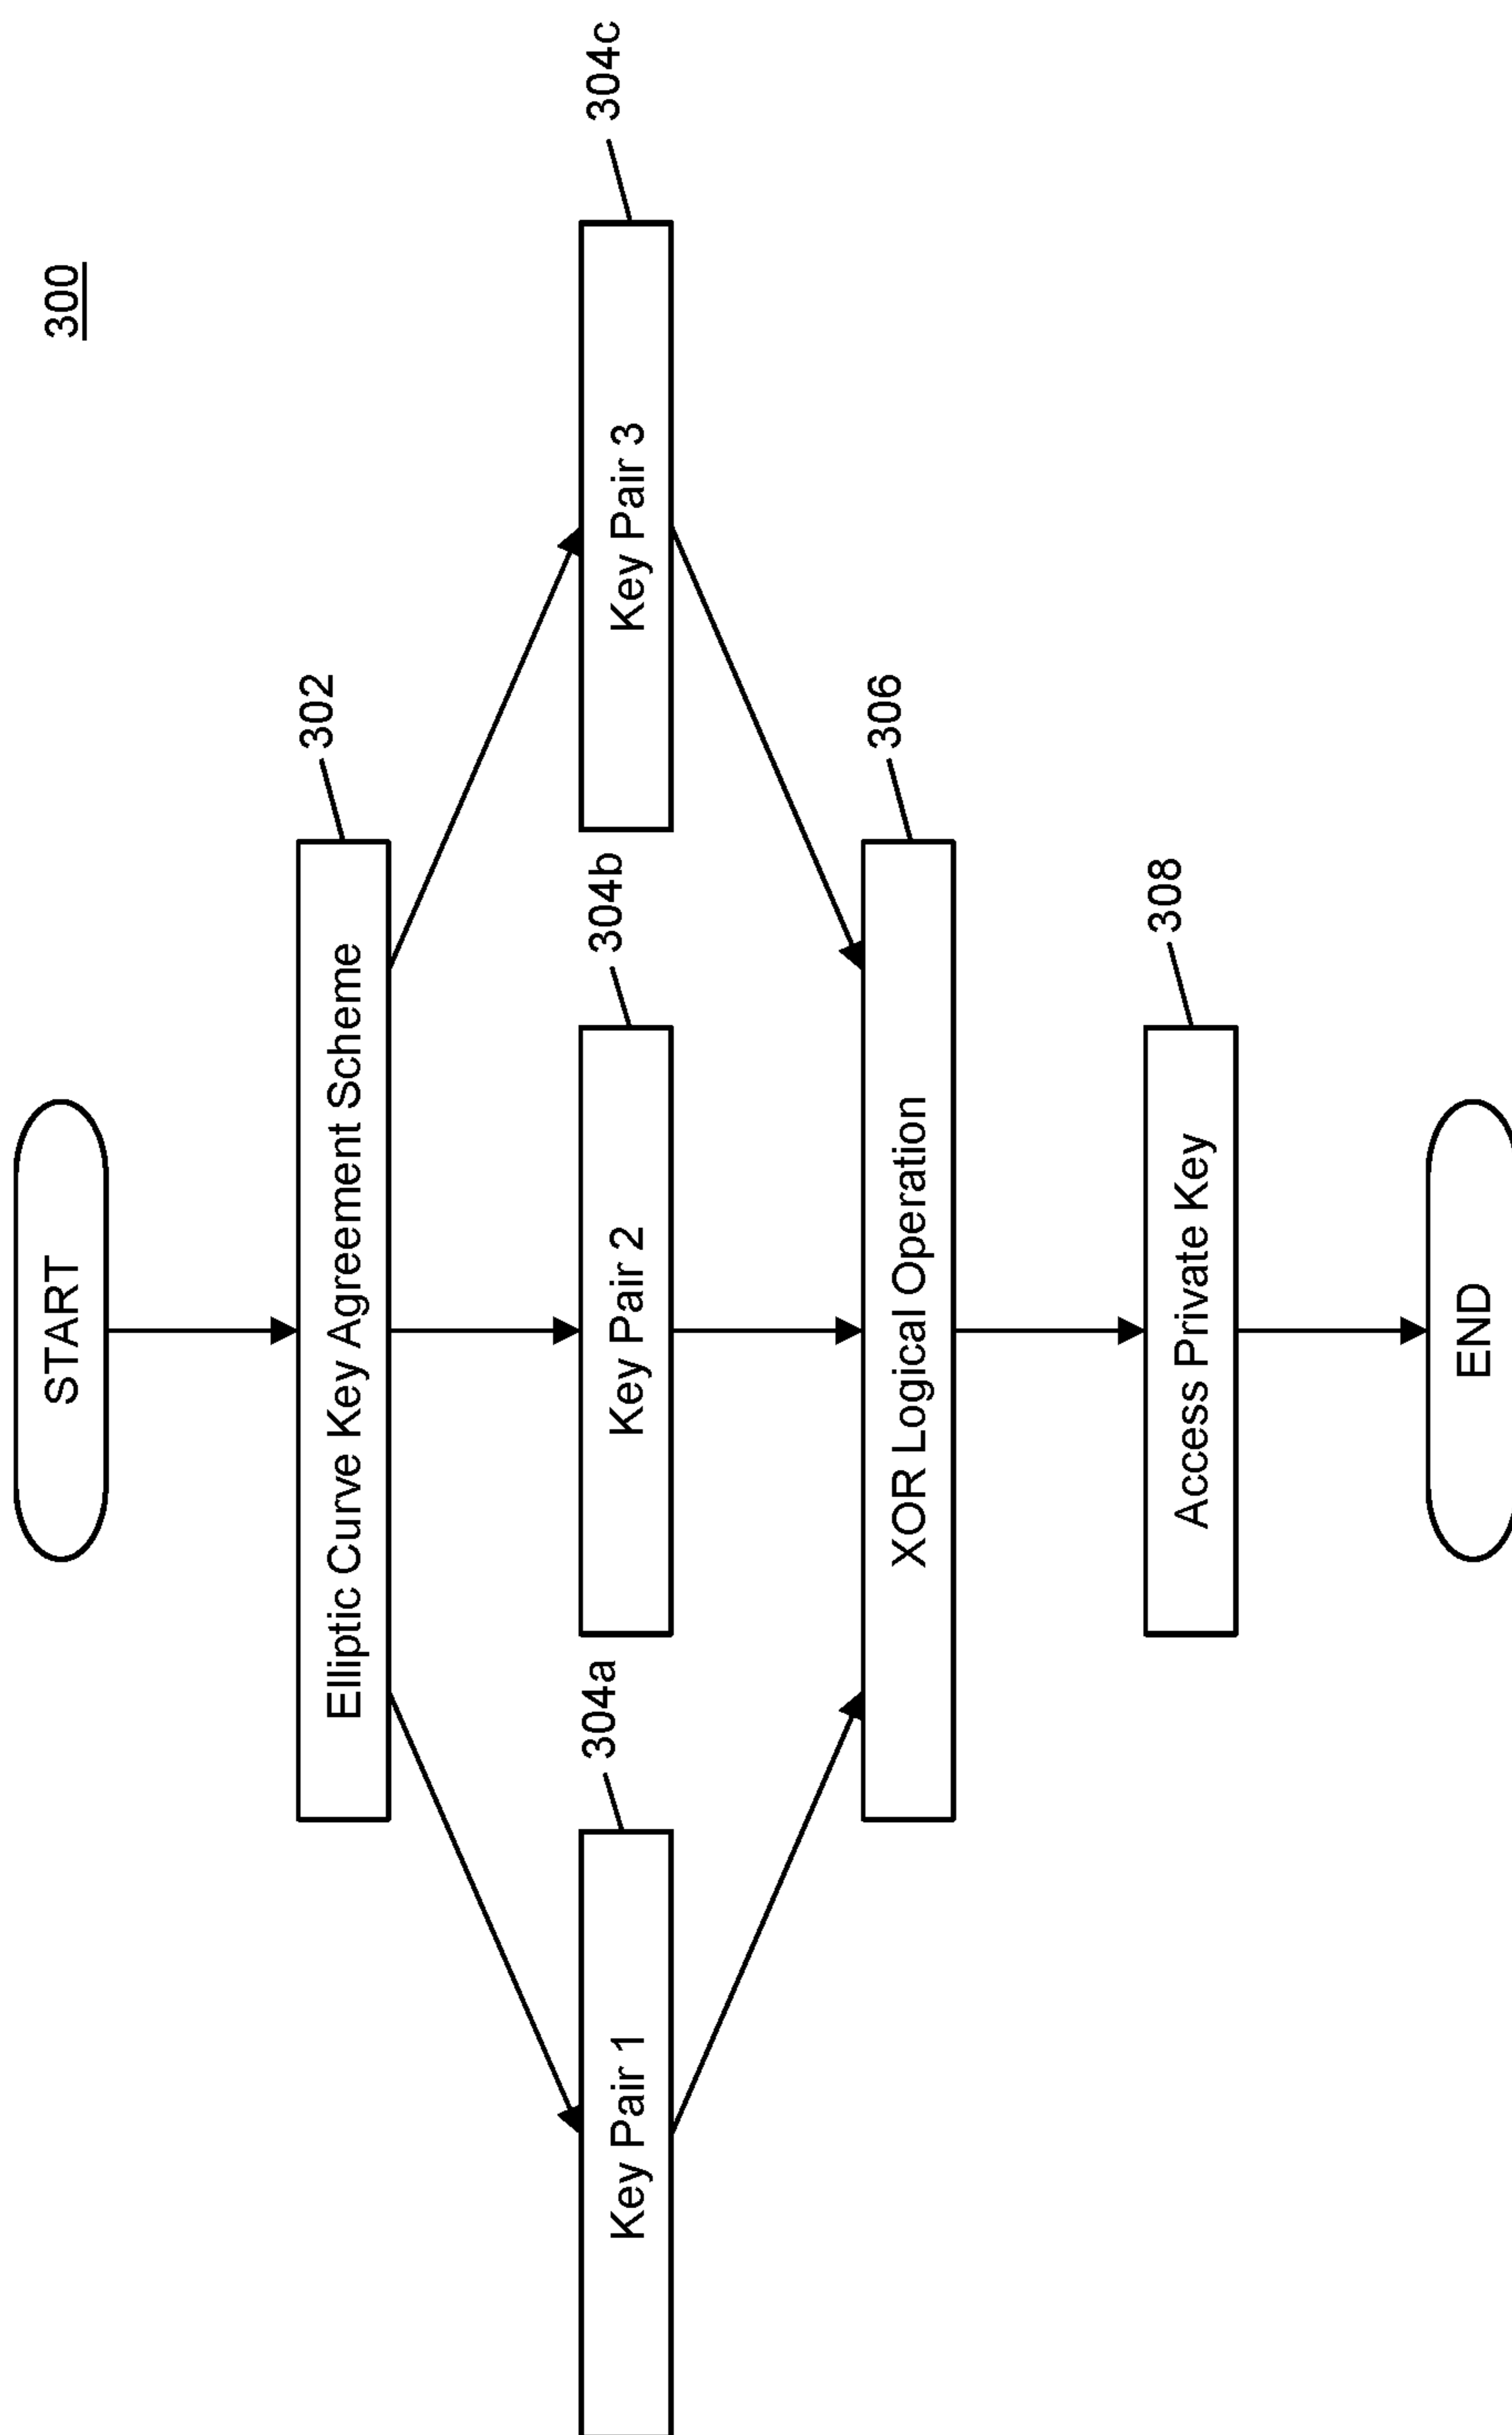 300
START
302
Elliptic Curve Key Agreement Scheme
304a
304b
304c
Key Pair 1
Key Pair 2
Key Pair 3
306
XOR Logical Operation
308
Access Private Key
END